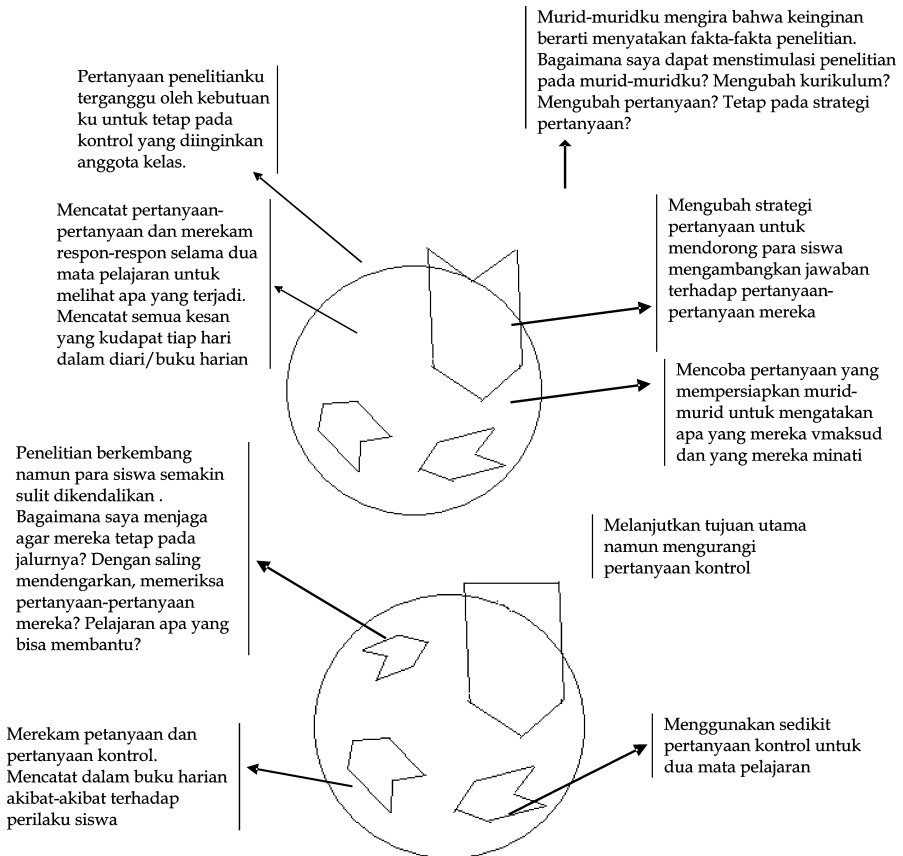 Murid-muridku mengira bahwa keinginan
berarti menyatakan fakta-fakta penelitian.
Bagaimana saya dapat menstimulasi penelitian
pada murid-muridku? Mengubah kurikulum?
Mengubah pertanyaan? Tetap pada strategi
pertanyaan?
Pertanyaan penelitianku
terganggu oleh kebutuan
ku untuk tetap pada
kontrol yang diinginkan
anggota kelas.
Mencatat pertanyaan-
pertanyaan dan merekam
respon-respon selama dua
mata pelajaran untuk
melihat apa yang terjadi.
Mencatat semua kesan
yang kudapat tiap hari
dalam diari/buku harian
Mengubah strategi
pertanyaan untuk
mendorong para siswa
mengambangkan jawaban
terhadap pertanyaan-
pertanyaan mereka
Mencoba pertanyaan yang
mempersiapkan murid-
murid untuk mengatakan
apa yang mereka vmaksud
dan yang mereka minati
Penelitian berkembang
namun para siswa semakin
sulit dikendalikan .
Bagaimana saya menjaga
agar mereka tetap pada
jalurnya? Dengan saling
mendengarkan, memeriksa
pertanyaan-pertanyaan
mereka? Pelajaran apa yang
bisa membantu?
Melanjutkan tujuan utama
namun mengurangi
pertanyaan kontrol
Merekam petanyaan dan
pertanyaan kontrol.
Mencatat dalam buku harian
akibat-akibat terhadap
perilaku siswa
Menggunakan sedikit
pertanyaan kontrol untuk
dua mata pelajaran